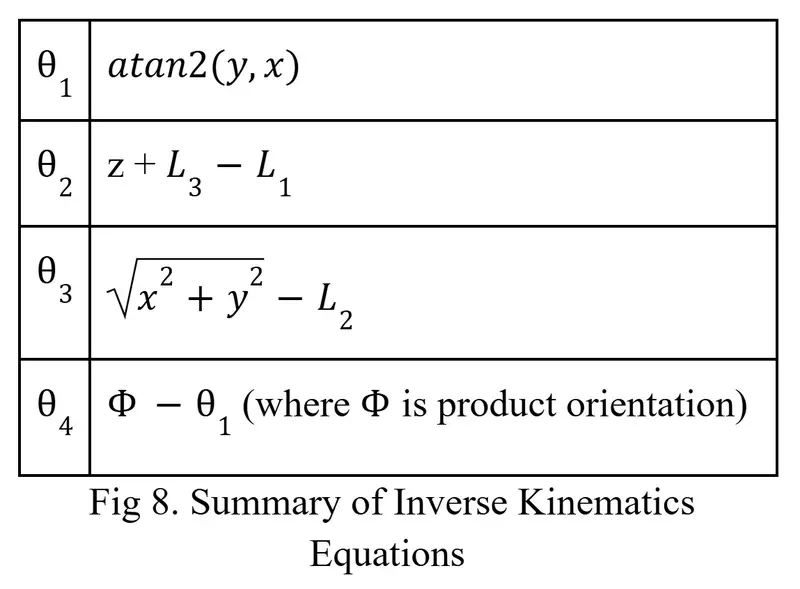 θ₁ atan2(y, x)
θ₂ z + L₃ − L₁
θ₃ √(x² + y²) − L₂
θ₄ Φ − θ₁ (where Φ is product orientation)
Fig 8. Summary of Inverse Kinematics
Equations